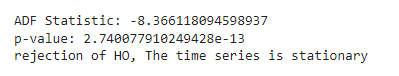 ADF Statistic: -8.366118094598937
p-value: 2.740077910249428e-13
rejection of HO, The time series is stationary